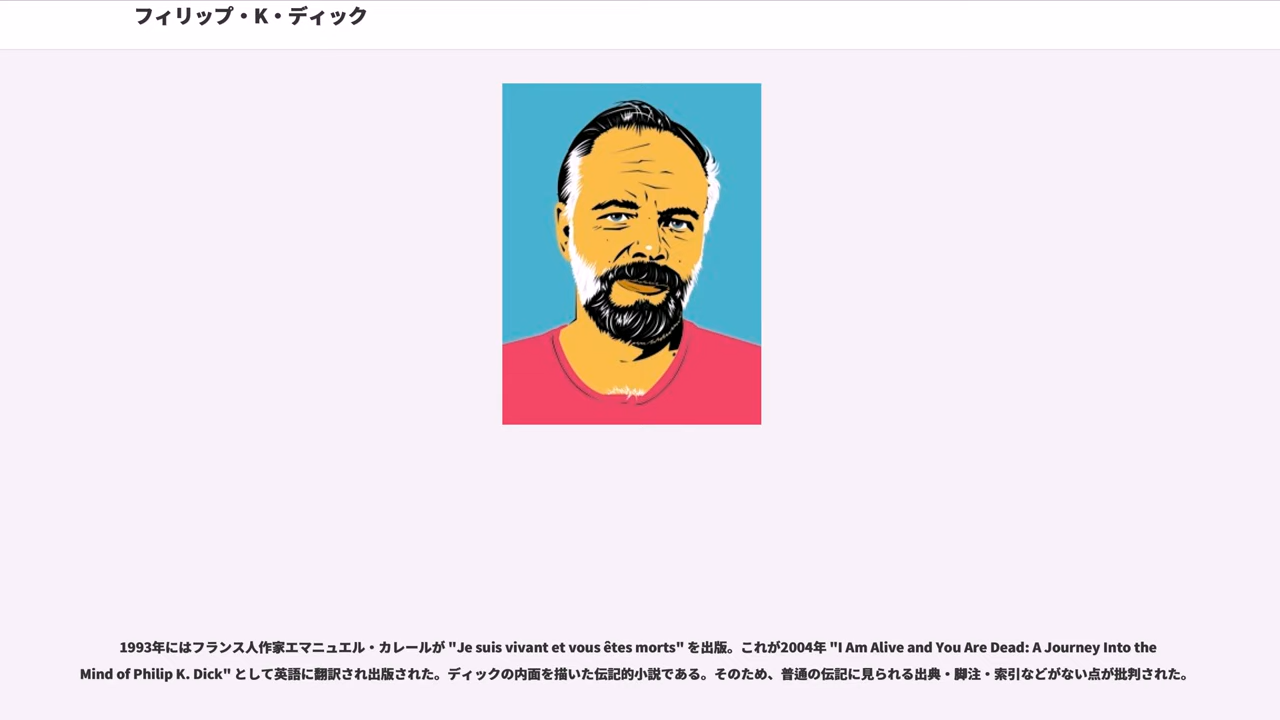 フィリップ・K・ディック
1993年にはフランス人作家エマニュエル・カレールが "Je suis vivant et vous êtes morts" を出版。これが2004年 "I Am Alive and You Are Dead: A Journey Into the
Mind of Philip K. Dick" として英語に翻訳され出版された。ディックの内面を描いた伝記的小説である。そのため、普通の伝記に見られる出典・脚注・索引などがない点が批判された。